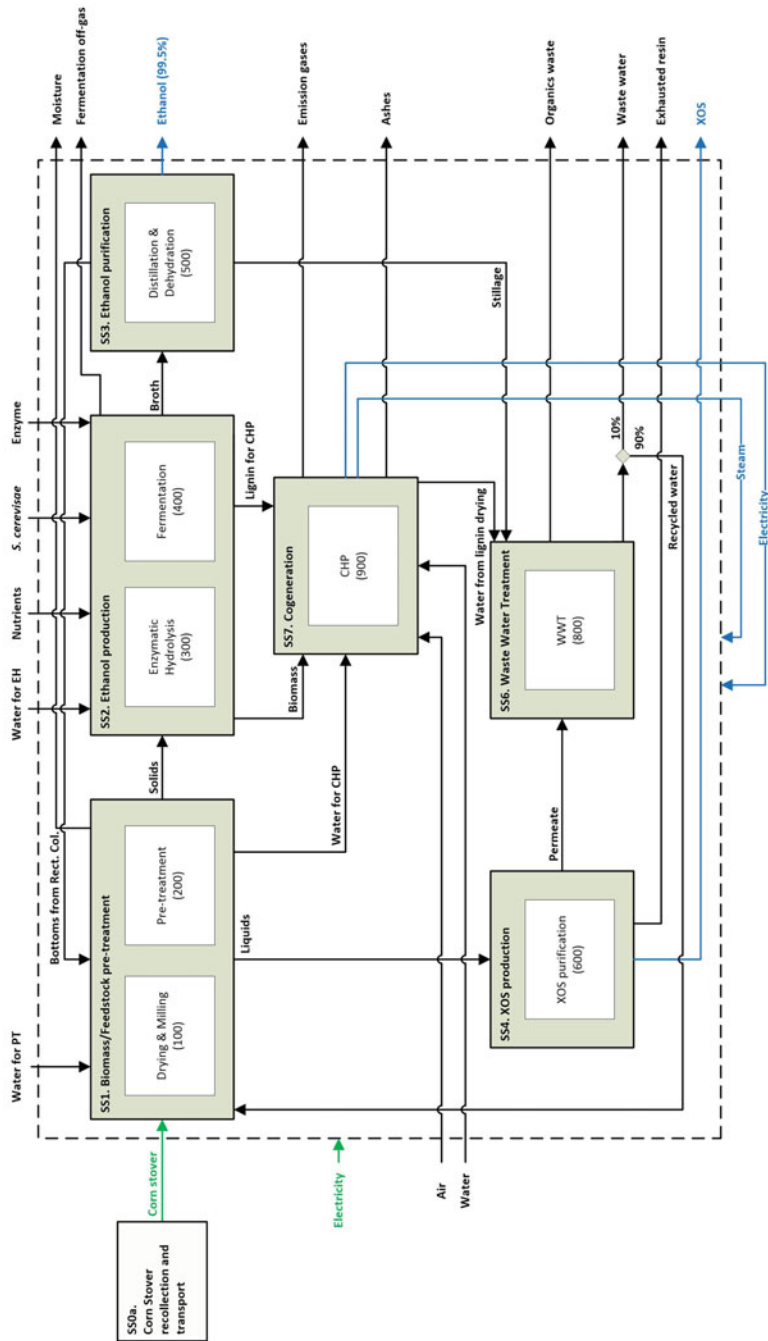 Moisture
Fermentation off-gas
Ethanol (99.5%)
Emission gases
Ashes
Organics waste
Waste water
Exhausted resin
XOS
Enzyme
S. cerevisae
Nutrients
Water for EH
Water for PT
Bottoms from Rect. Col.
SS0a.
Corn Stover
recollection and
transport
Corn stover
Electricity
Air
Water
SS1. Biomass/Feedstock pre-treatment
Drying & Milling
(100)
Pre-treatment
(200)
Solids
Liquids
Water for CHP
SS2. Ethanol production
Enzymatic
Hydrolysis
(300)
Fermentation
(400)
Broth
Biomass
Lignin for CHP
SS3. Ethanol purification
Distillation &
Dehydration
(500)
Stillage
SS7. Cogeneration
CHP
(900)
Water from lignin drying
SS4. XOS production
XOS purification
(600)
Permeate
SS6. Waste Water Treatment
WWT
(800)
10%
90%
Recycled water
Steam
Electricity